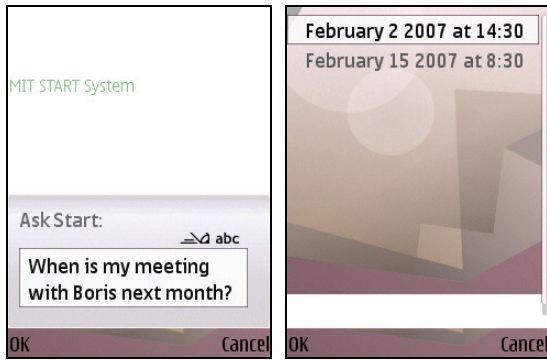 MIT START System
Ask Start:
abc
When is my meeting
with Boris next month?
OK Cancel
February 2 2007 at 14:30
February 15 2007 at 8:30
OK Cancel